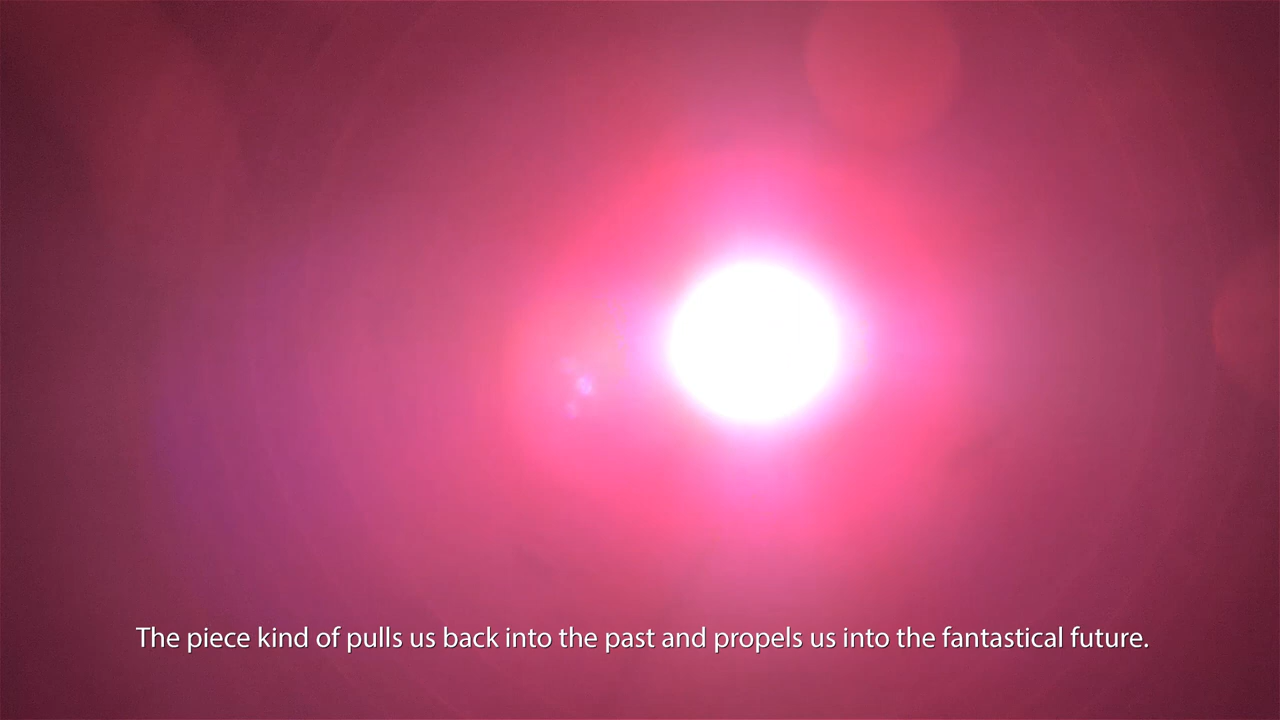 The piece kind of pulls us back into the past and propels us into the fantastical future.